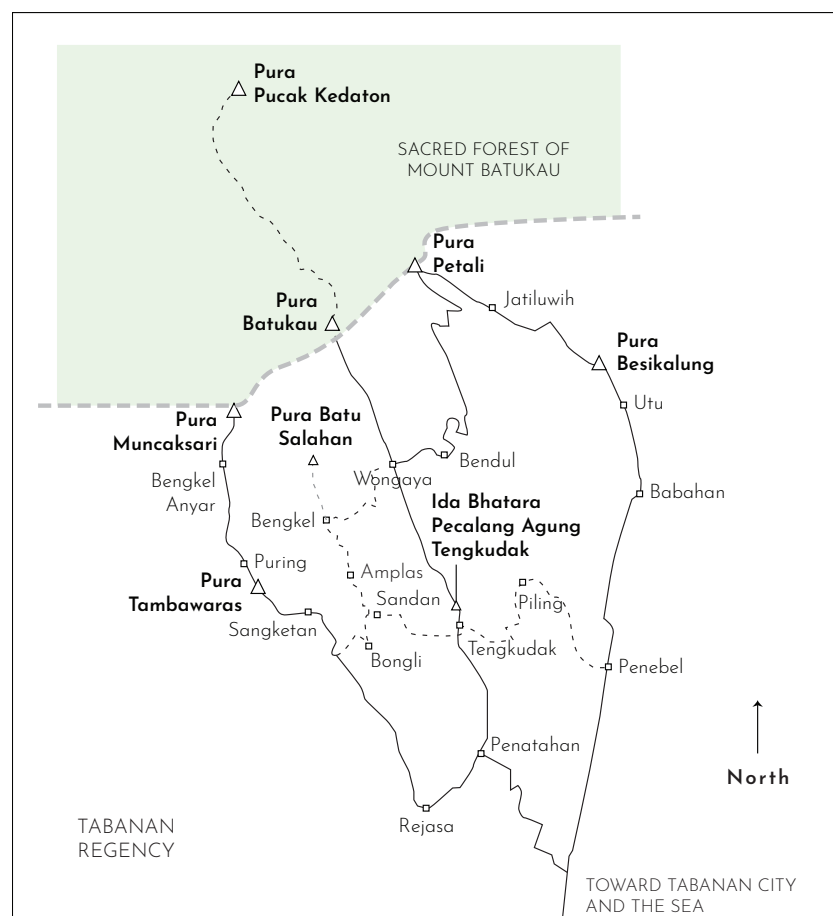 Pura
Pucak Kedaton
SACRED FOREST OF
MOUNT BATUKAU
Pura
Petali
Jatiluwih
Pura
Batukau
Pura
Besikalung
Utu
Pura
Muncaksari
Pura Batu
Salahan
Bendul
Wongaya
Bengkel
Anyar
Babahan
Ida Bhatara
Pecalang Agung
Tengkudak
Bengkel
Puring
Amplas
Pura
Tambawaras
Sandan
Piling
Sangketan
Tengkudak
Bongli
Penebel
Penatahan
North
Rejasa
TABANAN
REGENCY
TOWARD TABANAN CITY
AND THE SEA